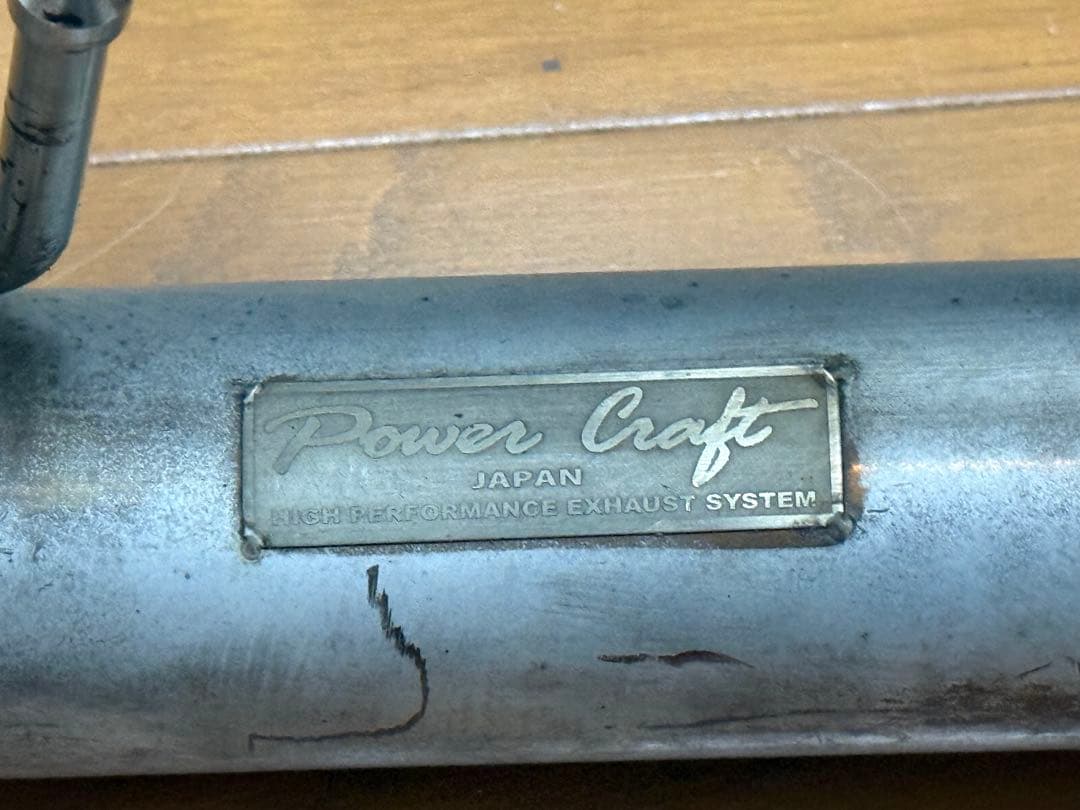 Power Craft
JAPAN
HIGH PERFORMANCE EXHAUST SYSTEM